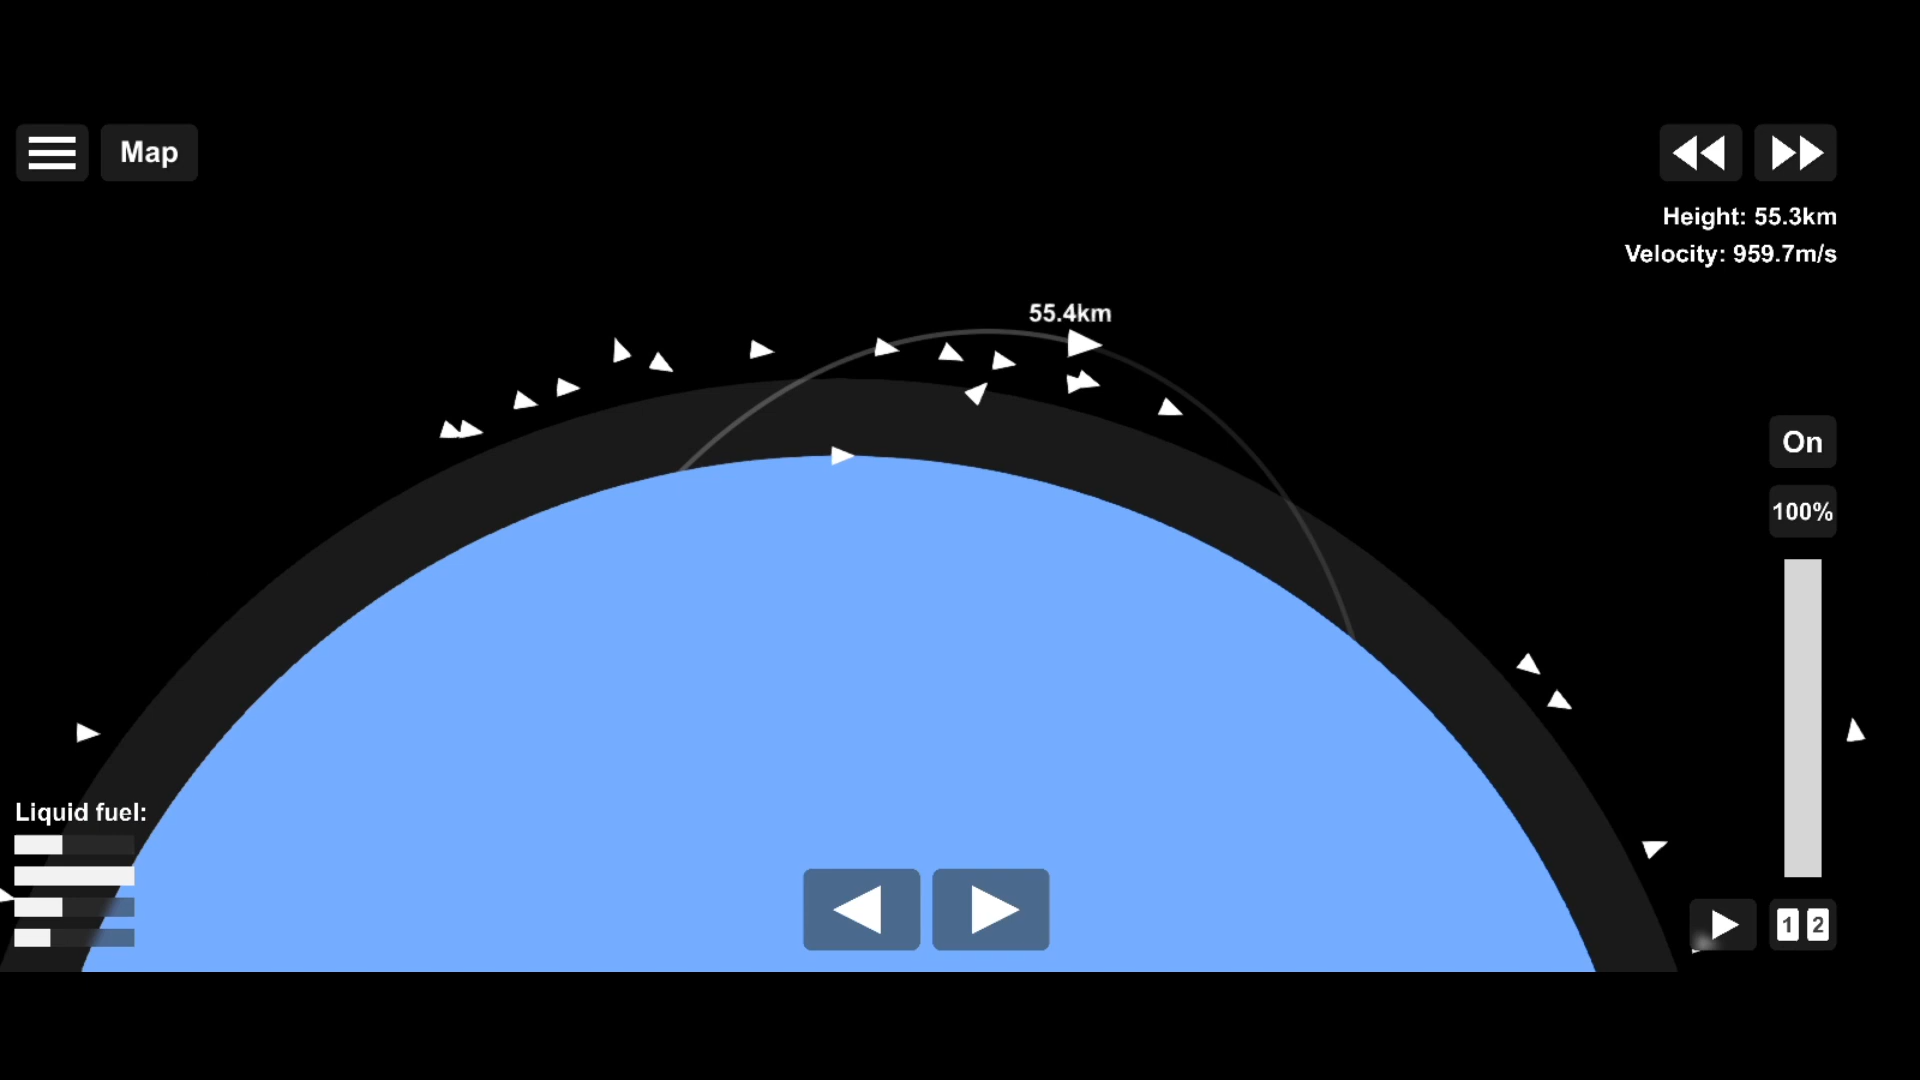 Map
Height: 55.3km
Velocity: 959.7m/s
55.4km
On
100%
Liquid fuel:
1 2